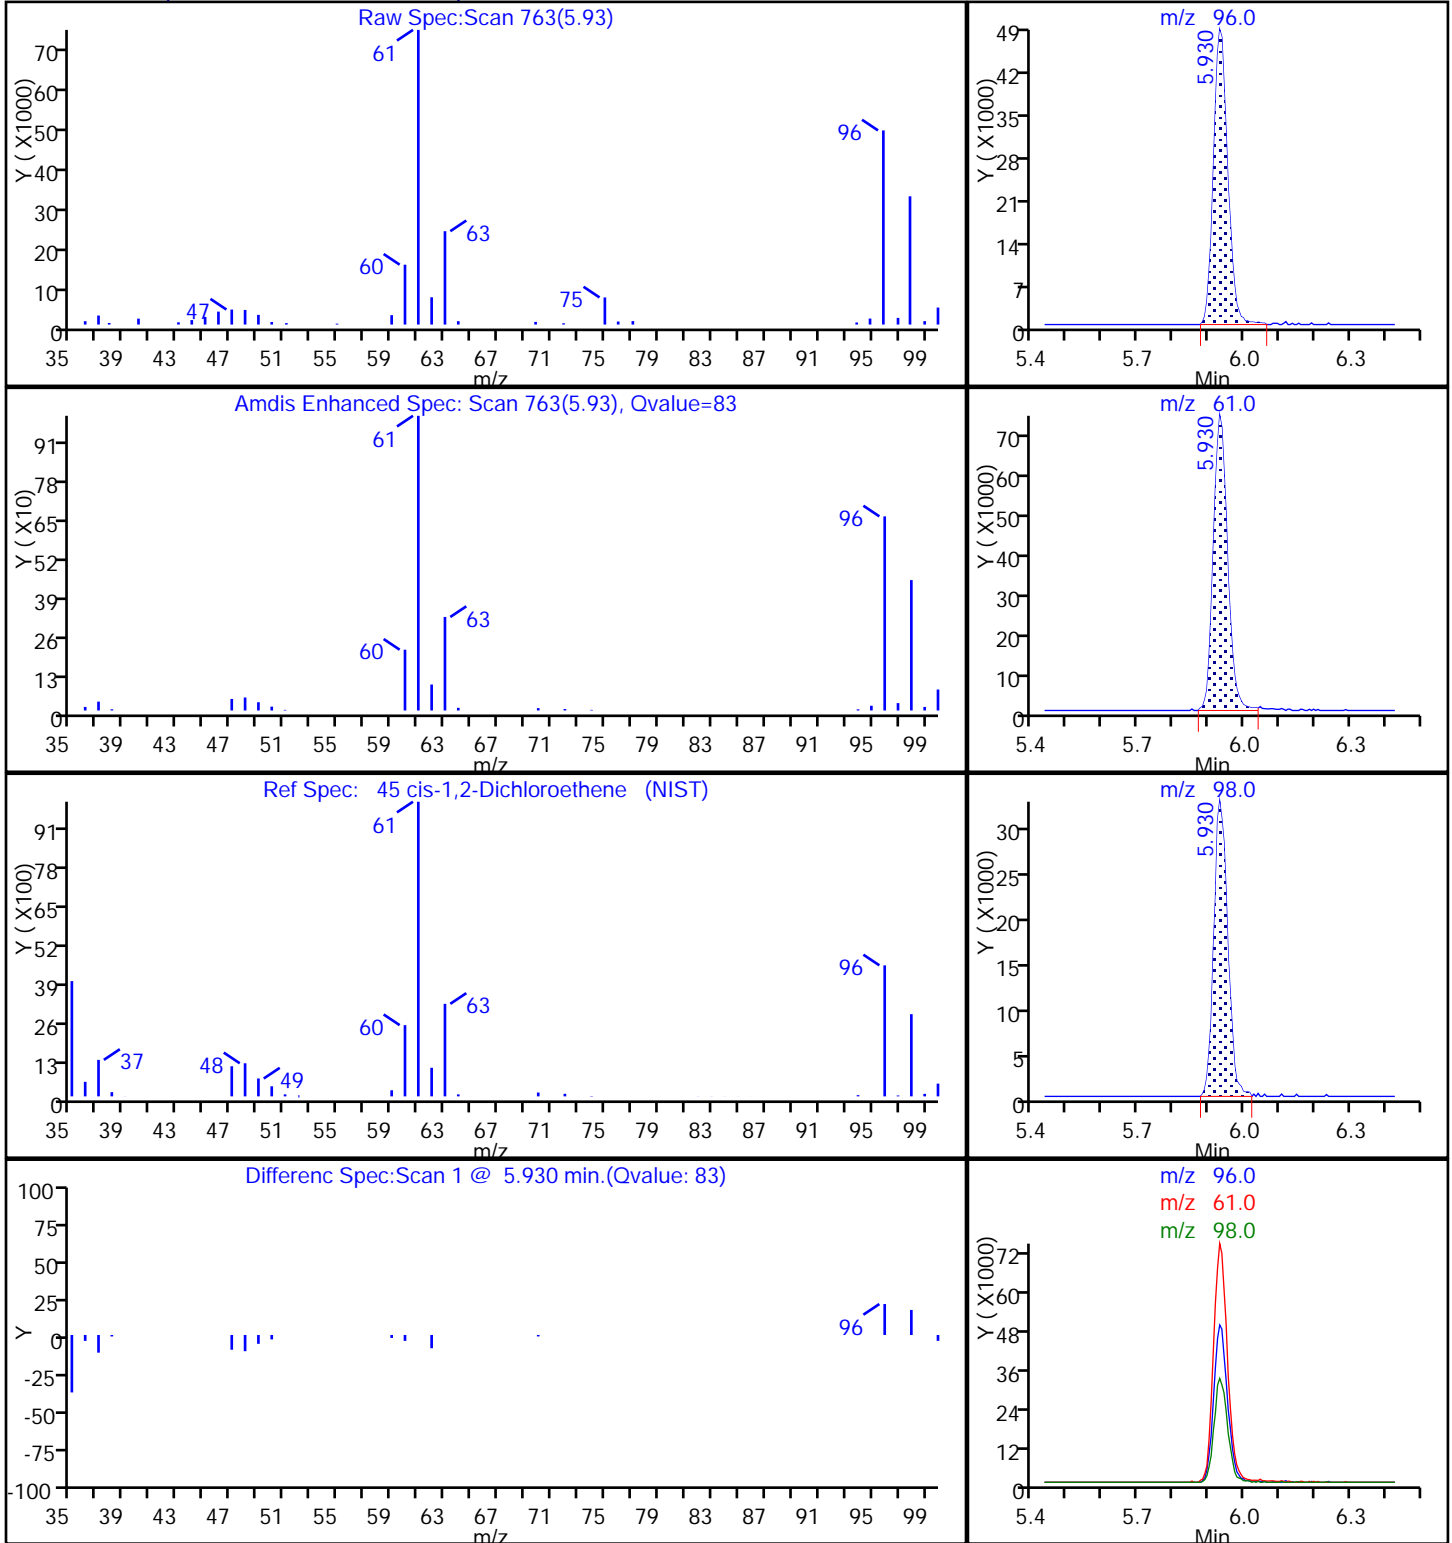 Raw Spec:Scan 763(5.93)
Y ( X1000)
70
60
50
40
30
20
10
0
61
96
63
60
75
47
35 39 43 47 51 55 59 63 67 71 75 79 83 87 91 95 99
m/z
m/z 96.0
Y ( X1000)
49
42
35
28
21
14
7
0
5.930
5.4 5.7 6.0 6.3
Min
Amdis Enhanced Spec: Scan 763(5.93), Qvalue=83
Y ( X10)
91
78
65
52
39
26
13
0
61
96
63
60
35 39 43 47 51 55 59 63 67 71 75 79 83 87 91 95 99
m/z
m/z 61.0
Y ( X1000)
70
60
50
40
30
20
10
0
5.930
5.4 5.7 6.0 6.3
Min
Ref Spec: 45 cis-1,2-Dichloroethene (NIST)
Y ( X100)
91
78
65
52
39
26
13
0
61
96
63
60
37
48
49
35 39 43 47 51 55 59 63 67 71 75 79 83 87 91 95 99
m/z
m/z 98.0
Y ( X1000)
30
25
20
15
10
5
0
5.930
5.4 5.7 6.0 6.3
Min
Differenc Spec:Scan 1 @ 5.930 min.(Qvalue: 83)
Y
100
75
50
25
0
-25
-50
-75
-100
96
35 39 43 47 51 55 59 63 67 71 75 79 83 87 91 95 99
m/z
m/z 96.0
m/z 61.0
m/z 98.0
Y ( X1000)
72
60
48
36
24
12
0
5.4 5.7 6.0 6.3
Min